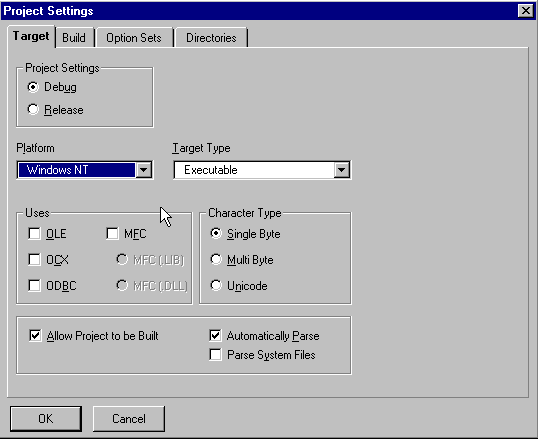 Project Settings
Target Build Option Sets Directories
Project Settings
Debug
Release
Platform Target Type
Windows NT Executable
Uses Character Type
OLE MFC Single Byte
OCX MFC (.LIB) Multi Byte
ODBC MFC (.DLL) Unicode
Allow Project to be Built Automatically Parse
Parse System Files
OK Cancel